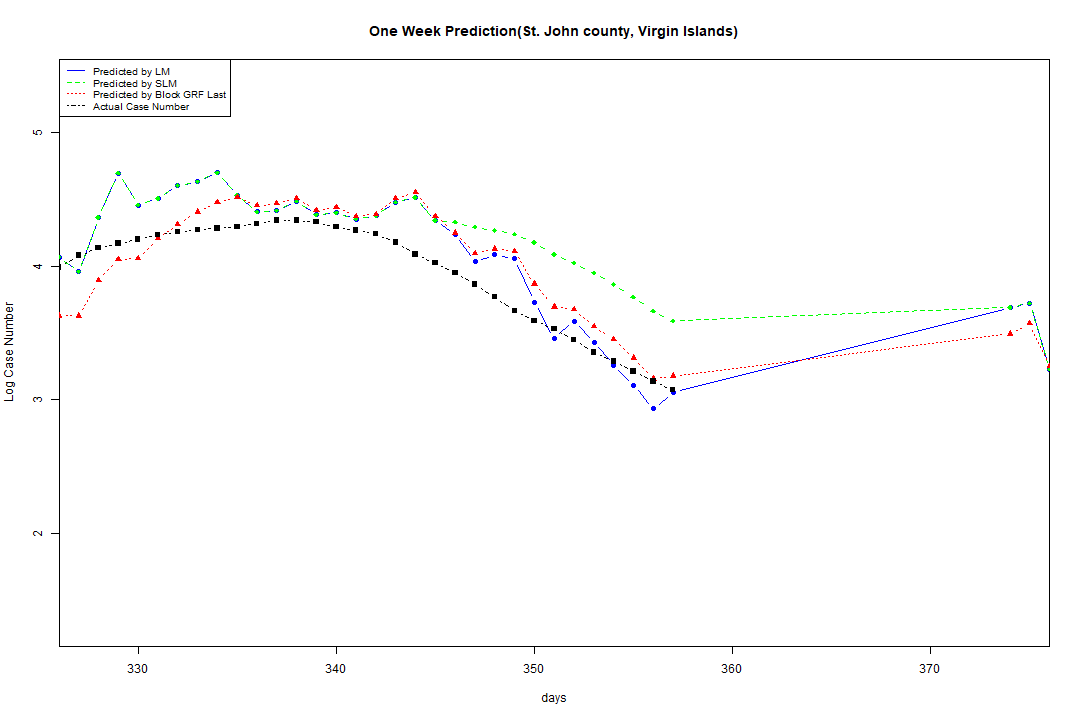 One Week Prediction(St. John county, Virgin Islands)
Predicted by LM
Predicted by SLM
Predicted by Block GRF Last
Actual Case Number
5
4
3
2
Log Case Number
330
340
350
360
370
days